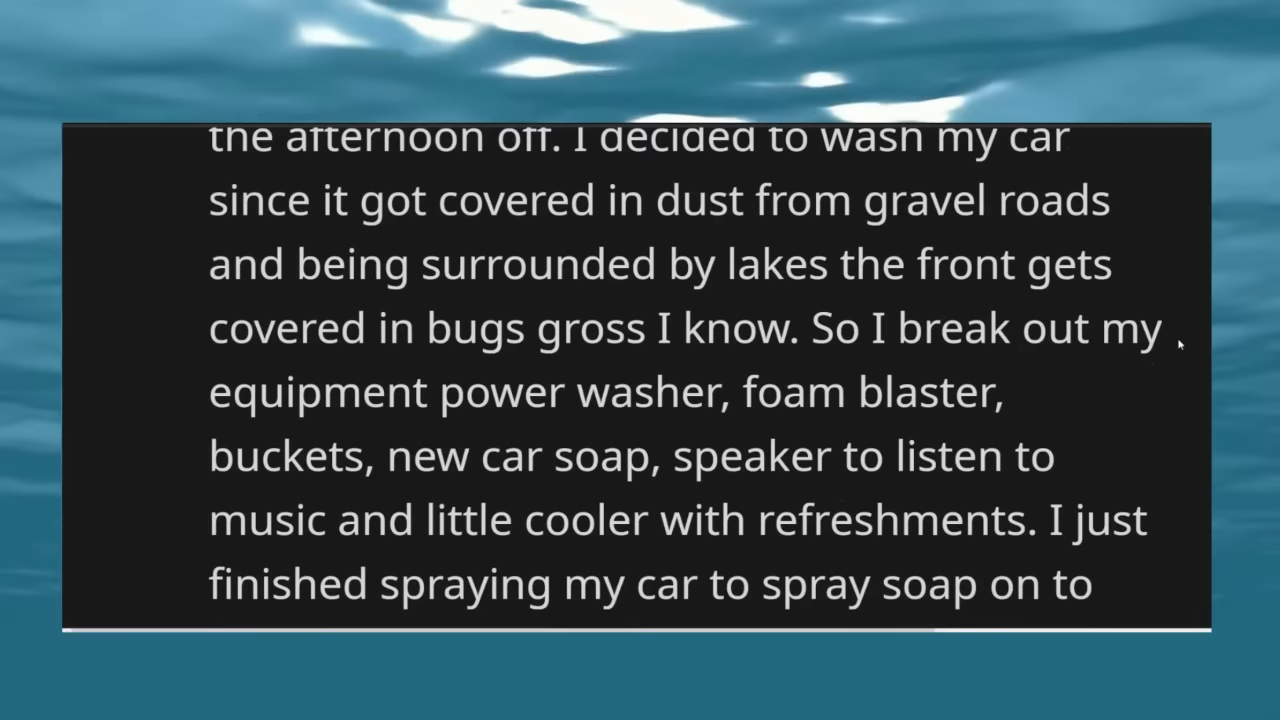 the afternoon off. I decided to wash my car
since it got covered in dust from gravel roads
and being surrounded by lakes the front gets
covered in bugs gross I know. So I break out my
equipment power washer, foam blaster,
buckets, new car soap, speaker to listen to
music and little cooler with refreshments. I just
finished spraying my car to spray soap on to